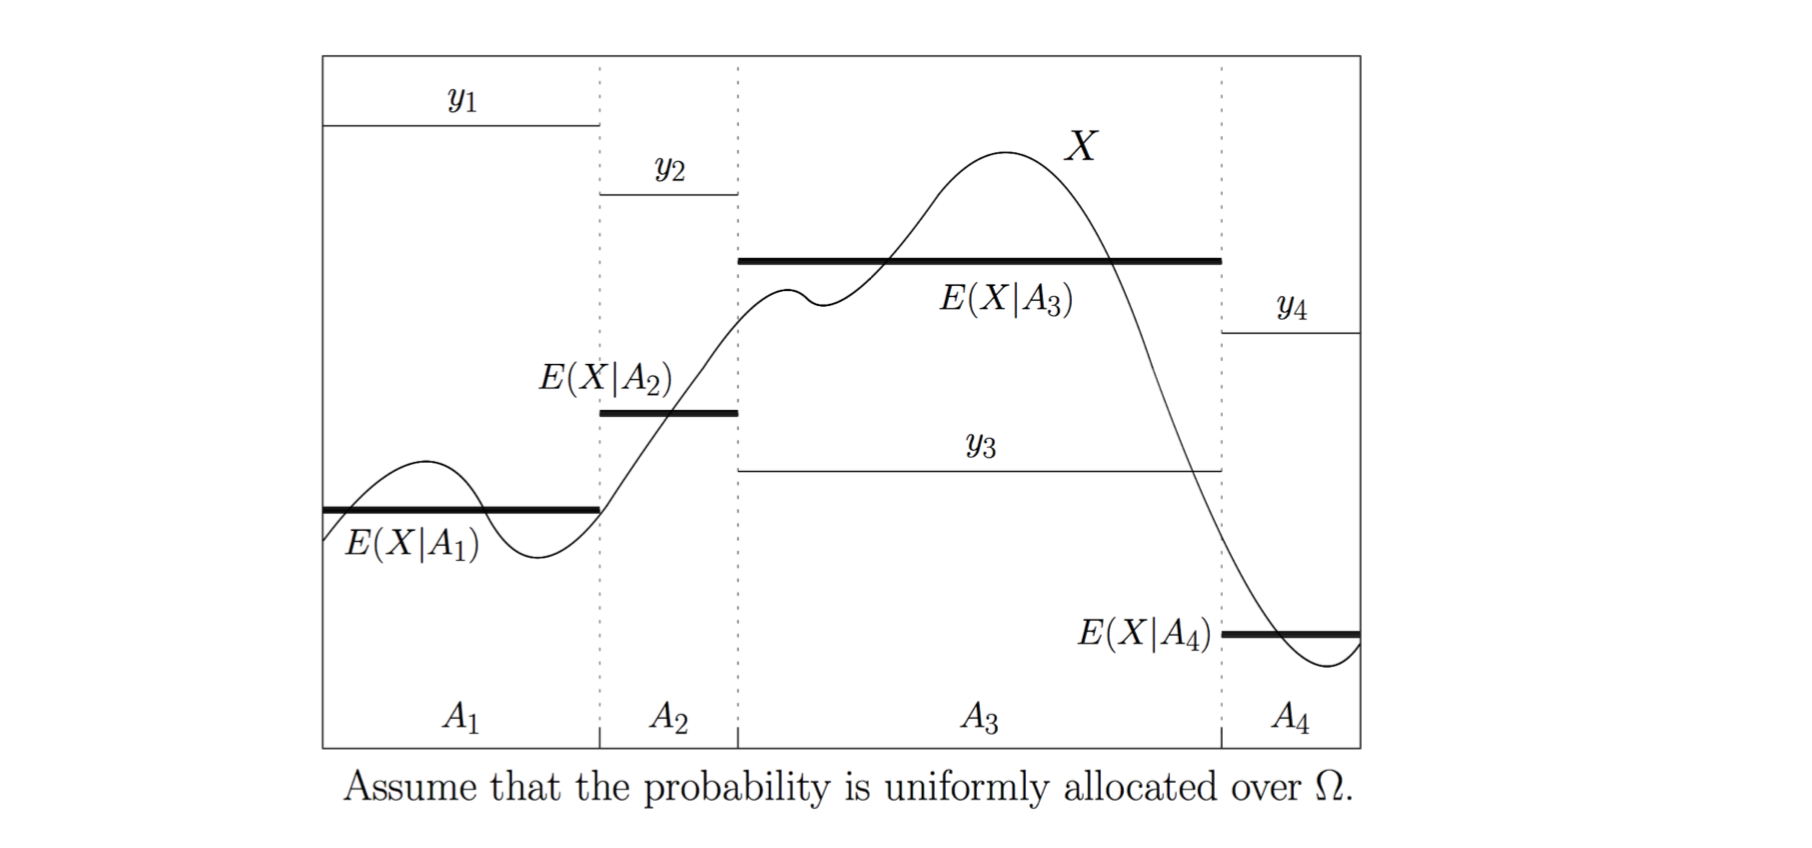 y₁
y₂
X
E(X|A₃)
y₄
E(X|A₂)
y₃
E(X|A₁)
E(X|A₄)
A₁ A₂ A₃ A₄
Assume that the probability is uniformly allocated over Ω.